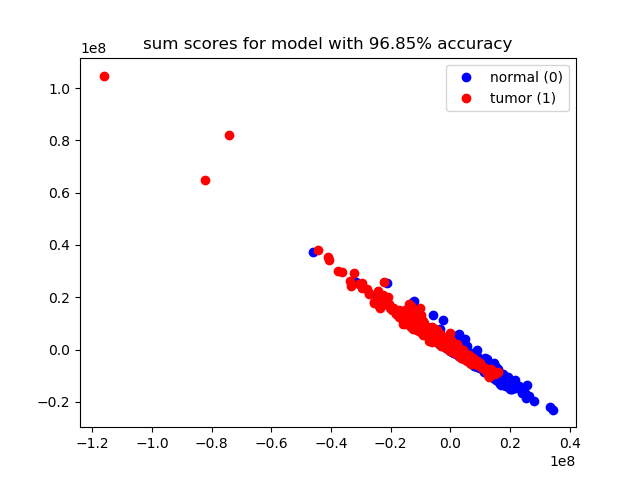 sum scores for model with 96.85% accuracy
1e8
normal (0)
tumor (1)
1.0
0.8
0.6
0.4
0.2
0.0
−0.2
−1.2 −1.0 −0.8 −0.6 −0.4 −0.2 0.0 0.2 0.4
1e8